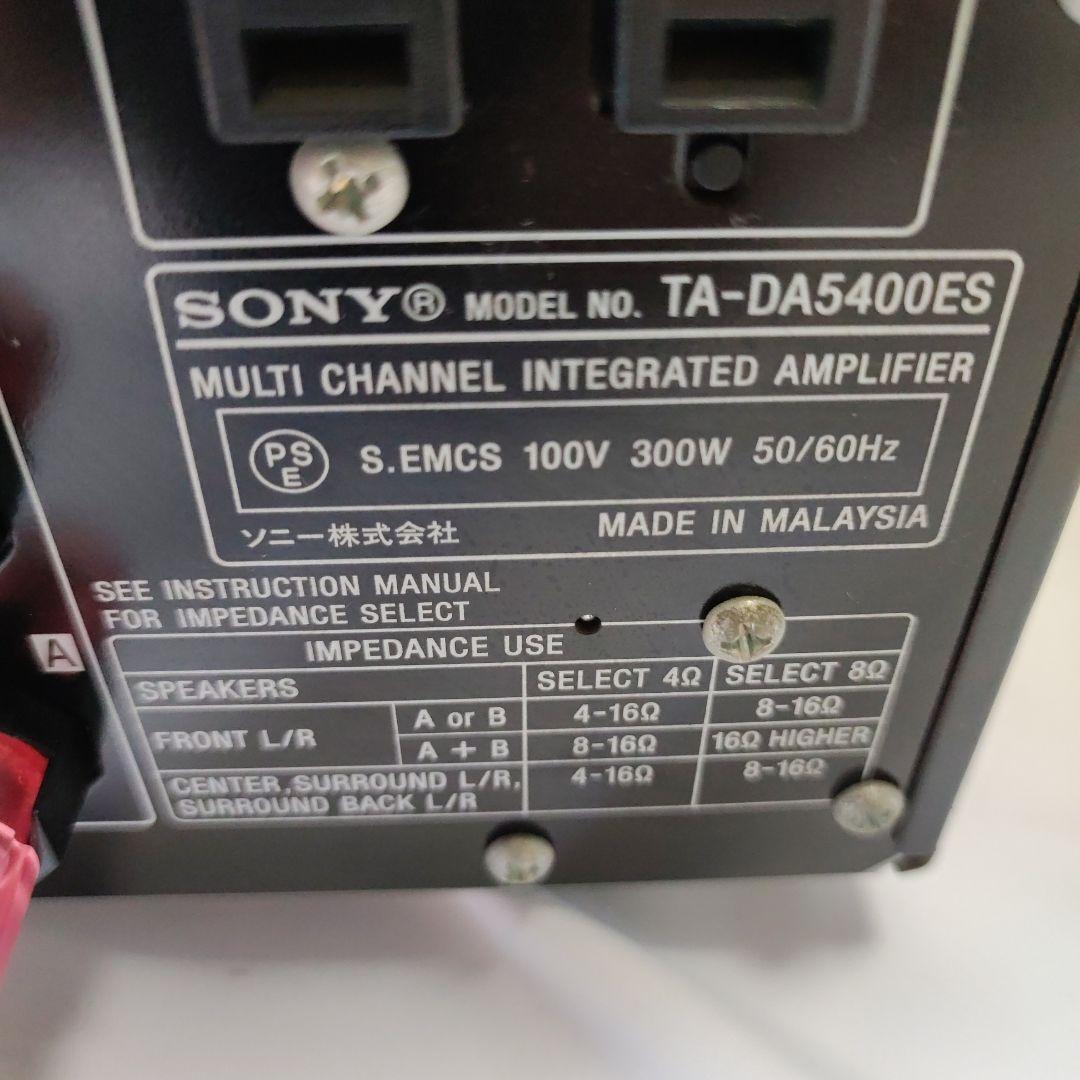 SONY® MODEL NO. TA-DA5400ES
MULTI CHANNEL INTEGRATED AMPLIFIER
PS E S.EMCS 100V 300W 50/60Hz
ソニー株式会社 MADE IN MALAYSIA
SEE INSTRUCTION MANUAL
FOR IMPEDANCE SELECT
A
IMPEDANCE USE
SPEAKERS SELECT 4Ω SELECT 8Ω
FRONT L/R A or B 4-16Ω 8-16Ω
A + B 8-16Ω 16Ω HIGHER
CENTER, SURROUND L/R, 4-16Ω 8-16Ω
SURROUND BACK L/R